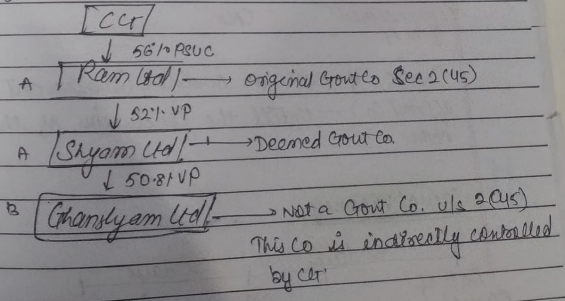 CG
↓ 56% PSUC
A Ram Ltd → Original Govt Co Sec 2(45)
↓ 52% VP
A Shyam Ltd → Deemed Govt Co.
↓ 50.8% VP
B Ghanshyam Ltd → Not a Govt Co. u/s 2(45)
This Co is indirectly controlled
by CG.